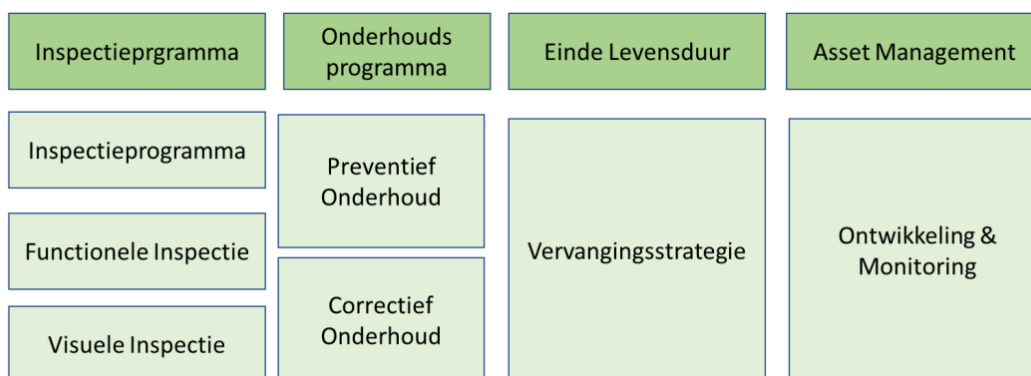 Inspectieprgramma
Onderhouds
programma
Einde Levensduur
Asset Management
Inspectieprogramma
Functionele Inspectie
Visuele Inspectie
Preventief
Onderhoud
Correctief
Onderhoud
Vervangingsstrategie
Ontwikkeling &
Monitoring